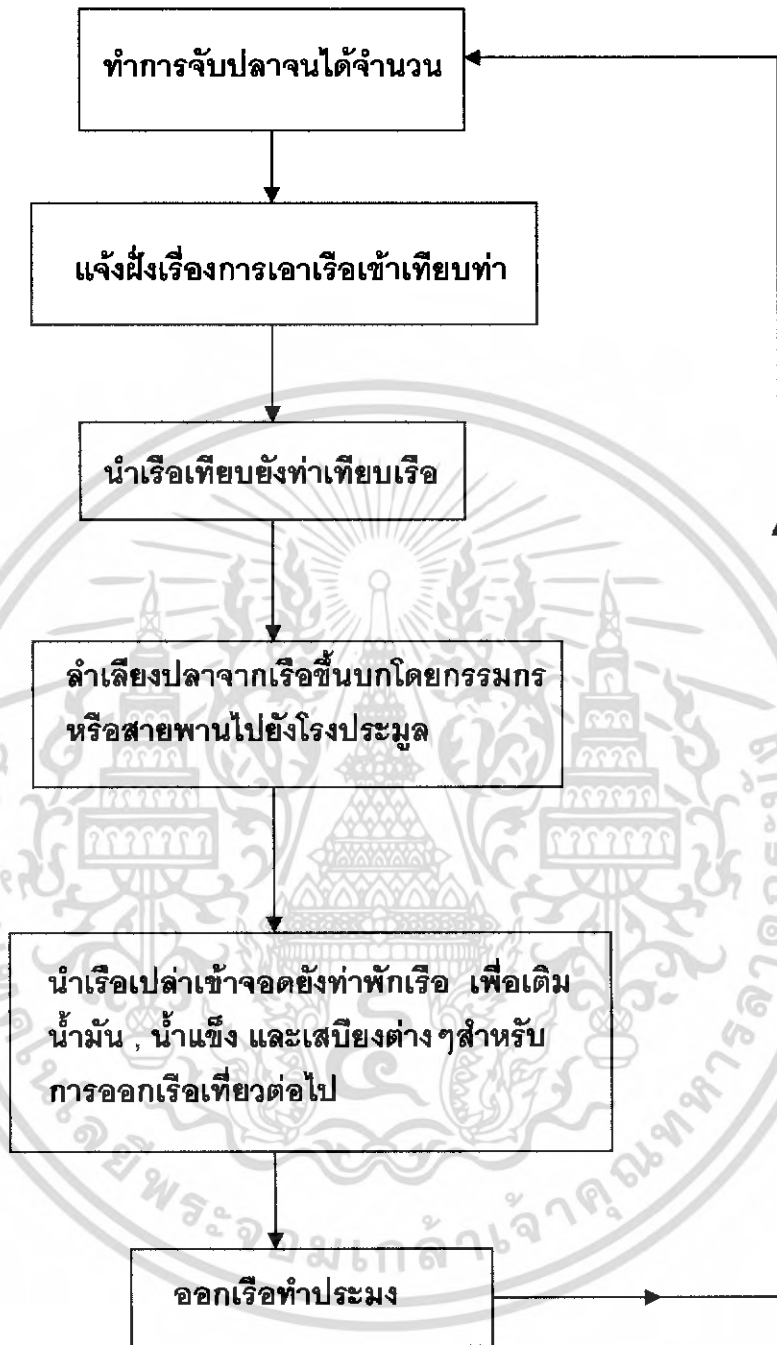 ทำการจับปลาจนได้จำนวน
แจ้งฝั่งเรื่องการเอาเรือเข้าเทียบท่า
นำเรือเทียบยังท่าเทียบเรือ
ลำเลียงปลาจากเรือขึ้นบกโดยกรรมกร
หรือสายพานไปยังโรงประมูล
นำเรือเปล่าเข้าจอดยังท่าพักเรือ เพื่อเติม
น้ำมัน , น้ำแข็ง และเสบียงต่างๆสำหรับ
การออกเรือเที่ยวต่อไป
ออกเรือทำประมง